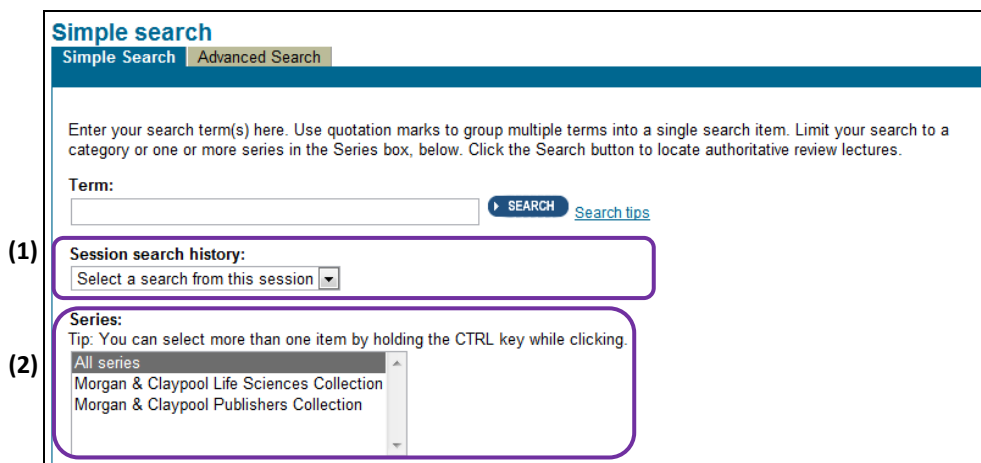 Simple search
Simple Search Advanced Search
Enter your search term(s) here. Use quotation marks to group multiple terms into a single search item. Limit your search to a
category or one or more series in the Series box, below. Click the Search button to locate authoritative review lectures.
Term:
SEARCH Search tips
(1)
Session search history:
Select a search from this session
Series:
Tip: You can select more than one item by holding the CTRL key while clicking.
(2)
All series
Morgan & Claypool Life Sciences Collection
Morgan & Claypool Publishers Collection